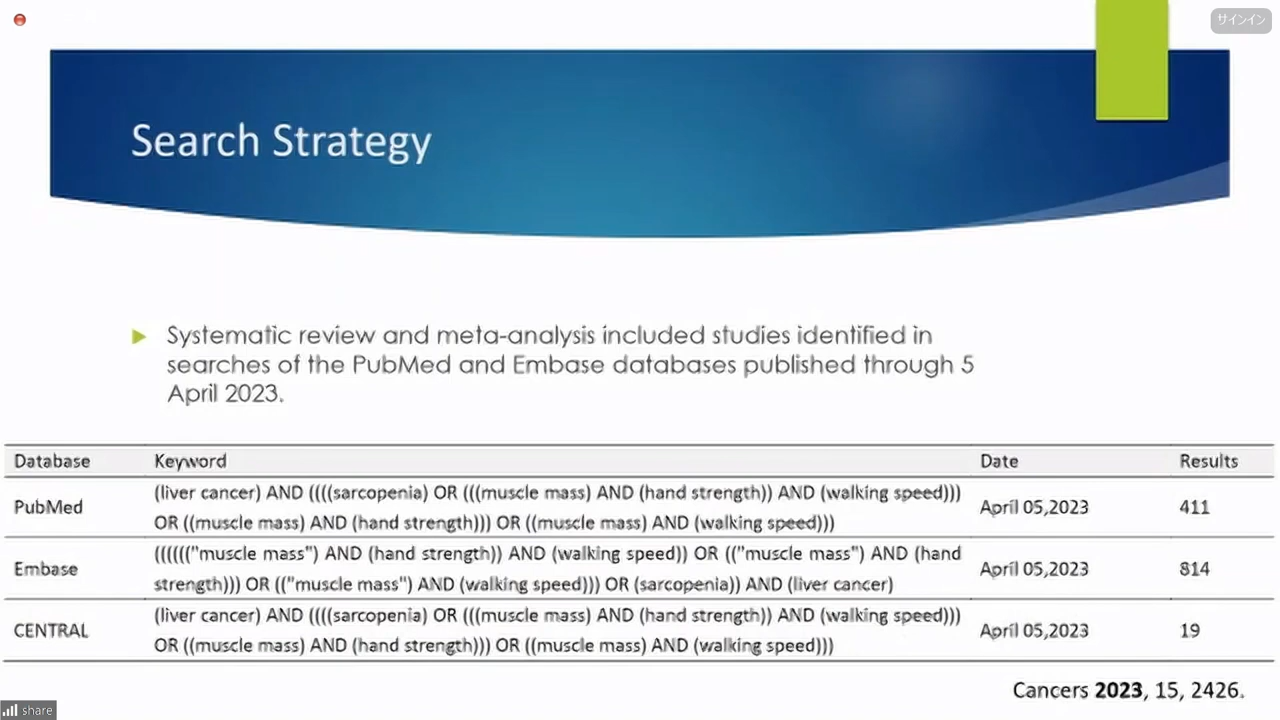 サインイン
Search Strategy
Systematic review and meta-analysis included studies identified in
searches of the PubMed and Embase databases published through 5
April 2023.
Database Keyword Date Results
PubMed (liver cancer) AND ((((sarcopenia) OR (((muscle mass) AND (hand strength)) AND (walking speed)))
OR ((muscle mass) AND (hand strength))) OR ((muscle mass) AND (walking speed))) April 05,2023 411
Embase (((((("muscle mass") AND (hand strength)) AND (walking speed)) OR (("muscle mass") AND (hand
strength))) OR (("muscle mass") AND (walking speed))) OR (sarcopenia)) AND (liver cancer) April 05,2023 814
CENTRAL (liver cancer) AND ((((sarcopenia) OR (((muscle mass) AND (hand strength)) AND (walking speed)))
OR ((muscle mass) AND (hand strength))) OR ((muscle mass) AND (walking speed))) April 05,2023 19
Cancers 2023, 15, 2426.
share